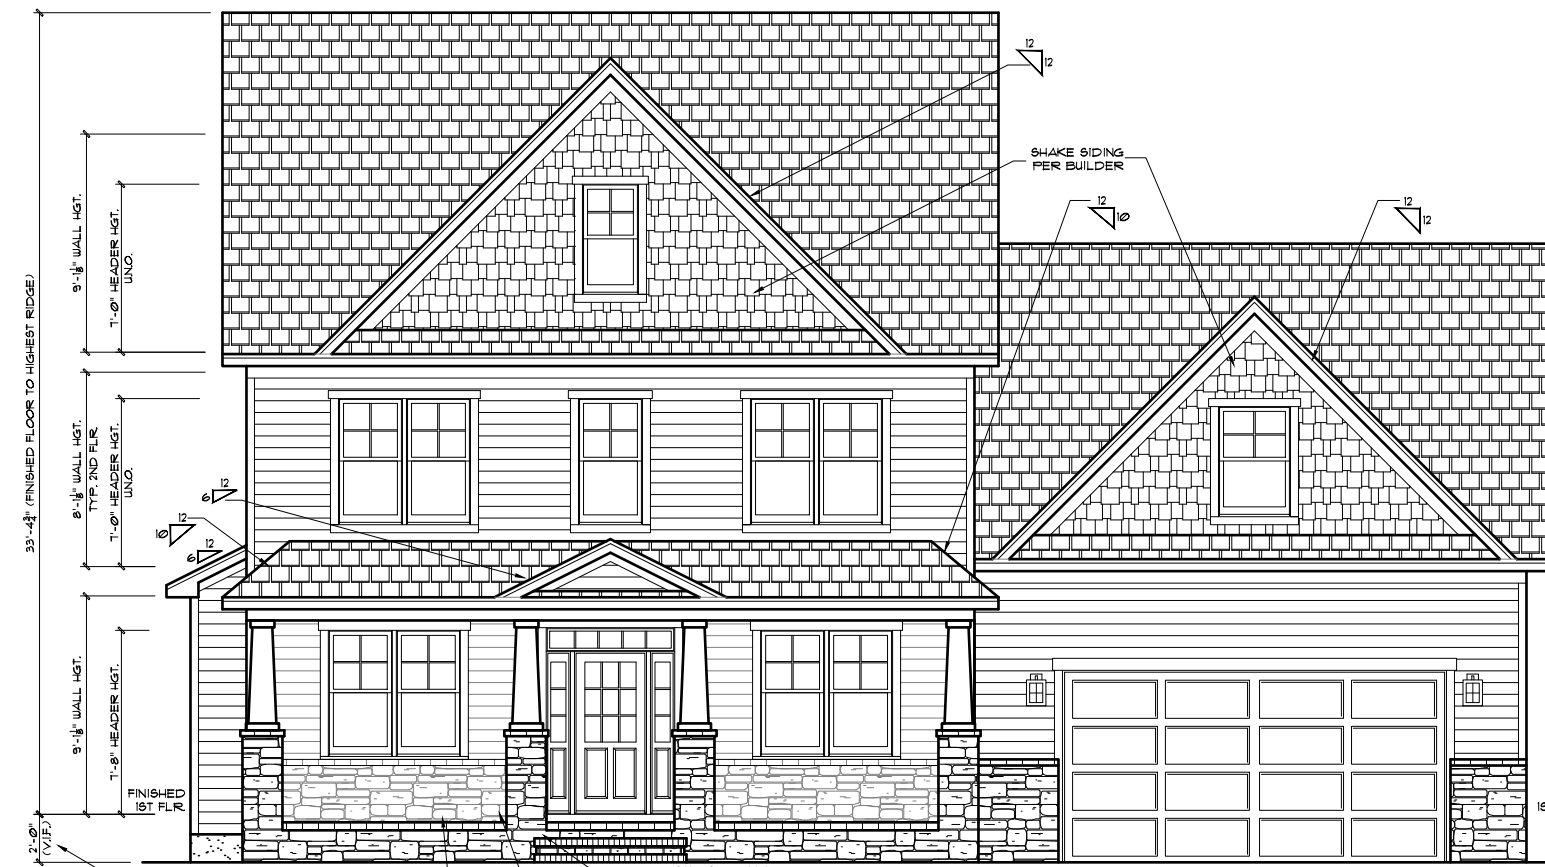 12
12
SHAKE SIDING
PER BUILDER
12
10
12
12
33'-4¾" (FINISHED FLOOR TO HIGHEST RIDGE)
9'-1⅛" WALL HGT.
7'-0" HEADER HGT.
U.N.O.
8'-1⅛" WALL HGT.
TYP. 2ND FLR
7'-0" HEADER HGT.
U.N.O.
12
6
12
10
12
6
9'-1⅛" WALL HGT.
7'-8" HEADER HGT.
FINISHED
1ST FLR.
2'-0"
(V.I.F.)